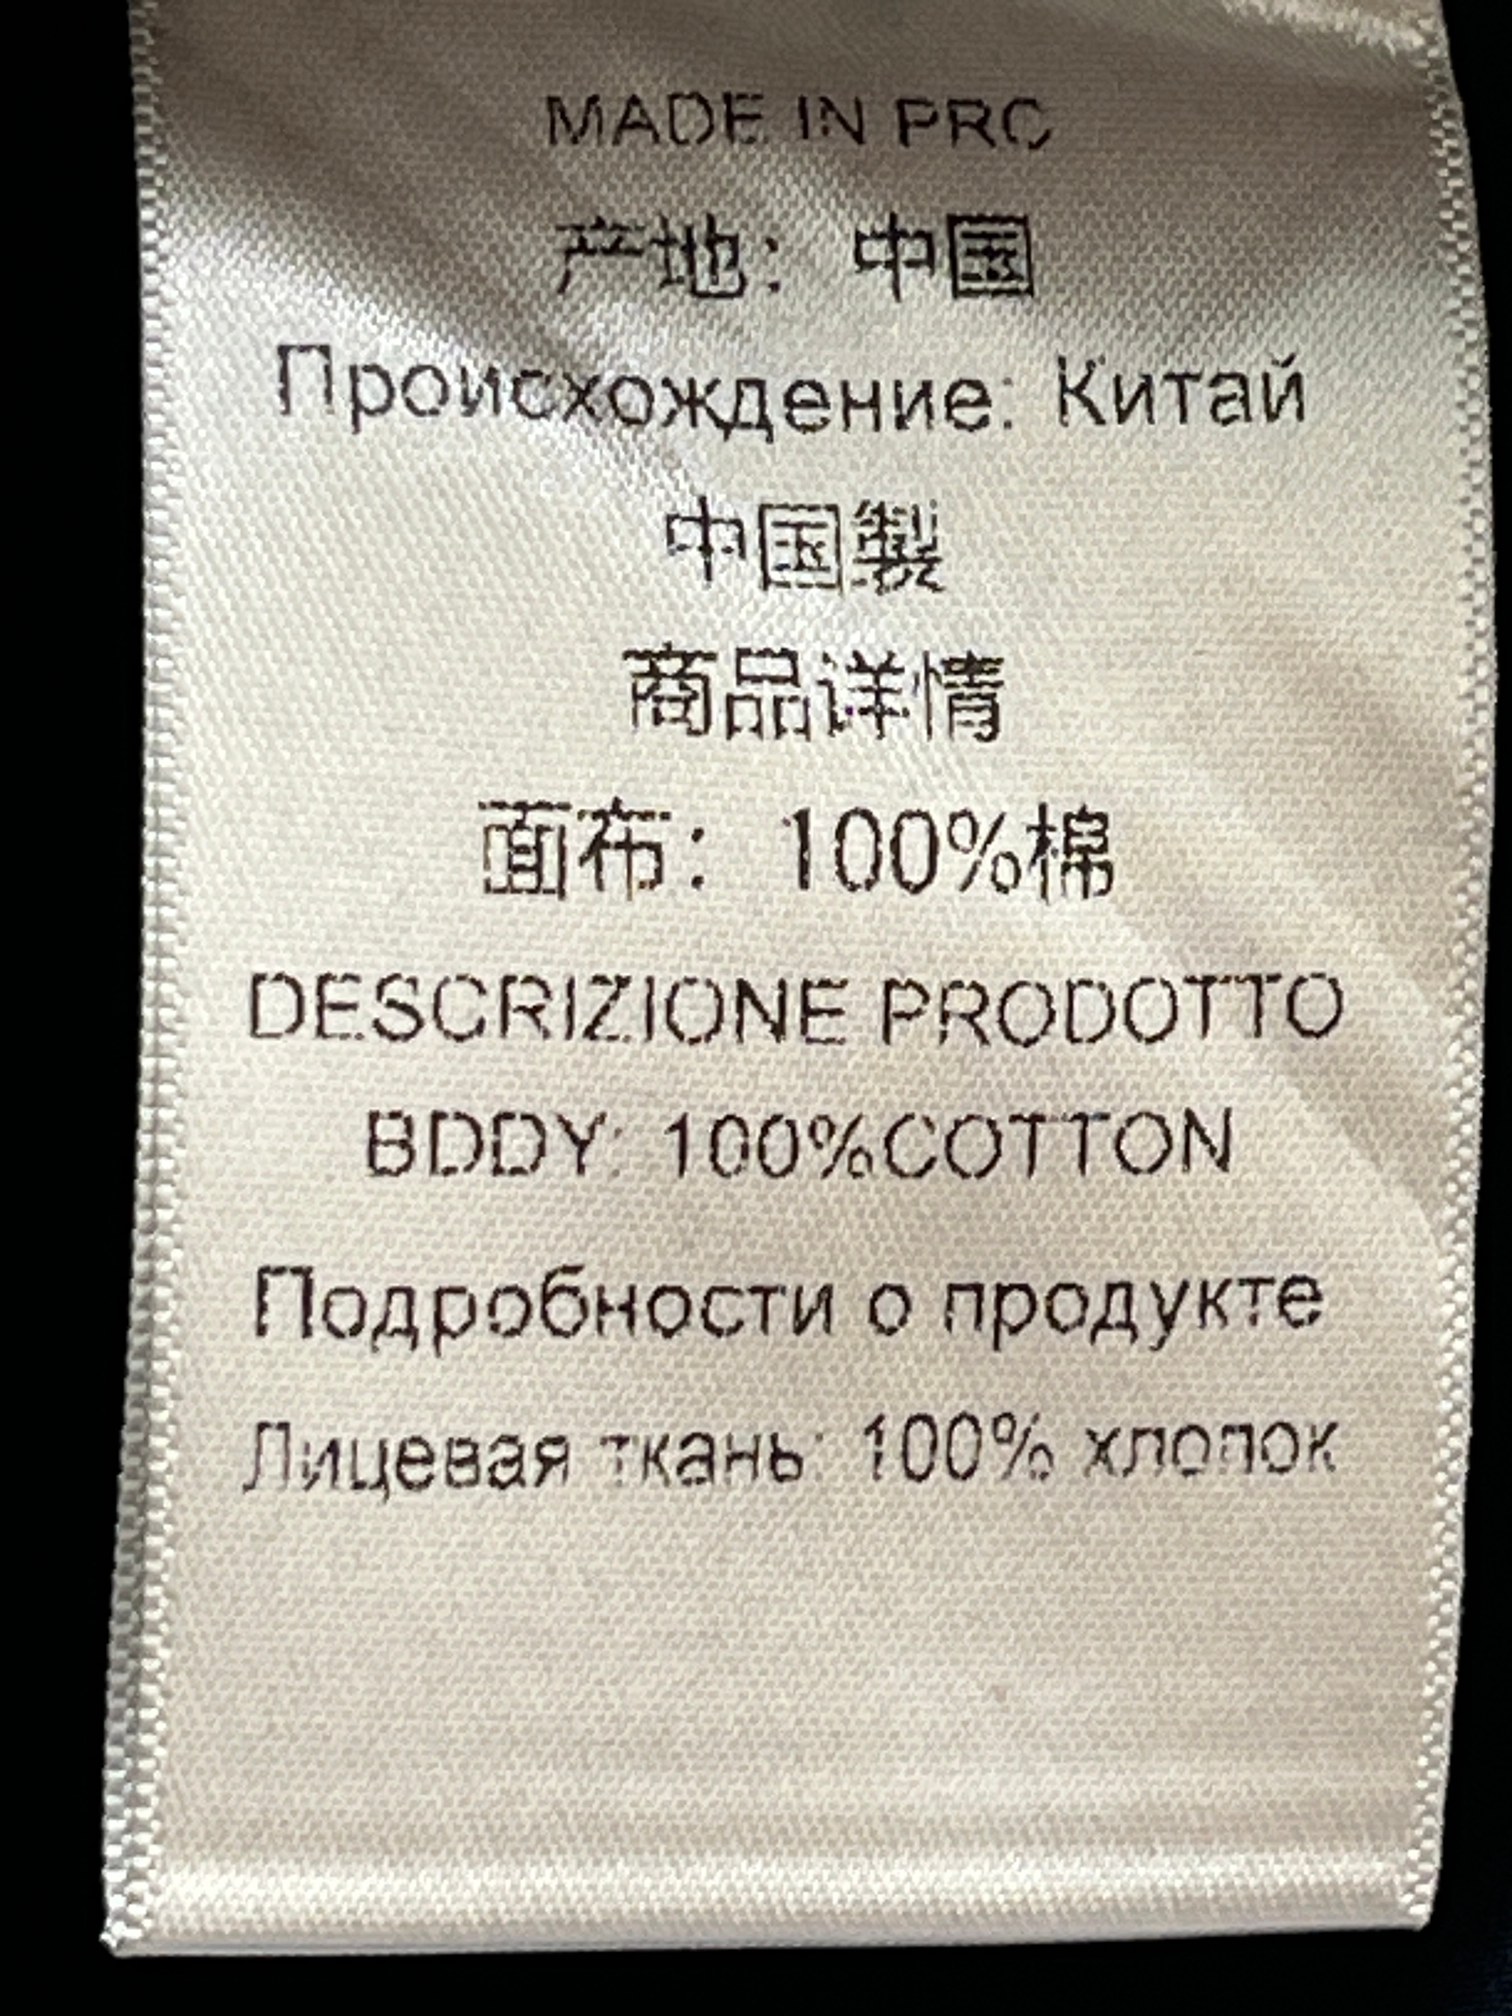 MADE IN PRC
产地：中国
Происхождение: Китай
中国製
商品详情
面布：100%棉
DESCRIZIONE PRODOTTO
BDDY: 100%COTTON
Подробности о продукте
Лицевая ткань: 100% хлопок